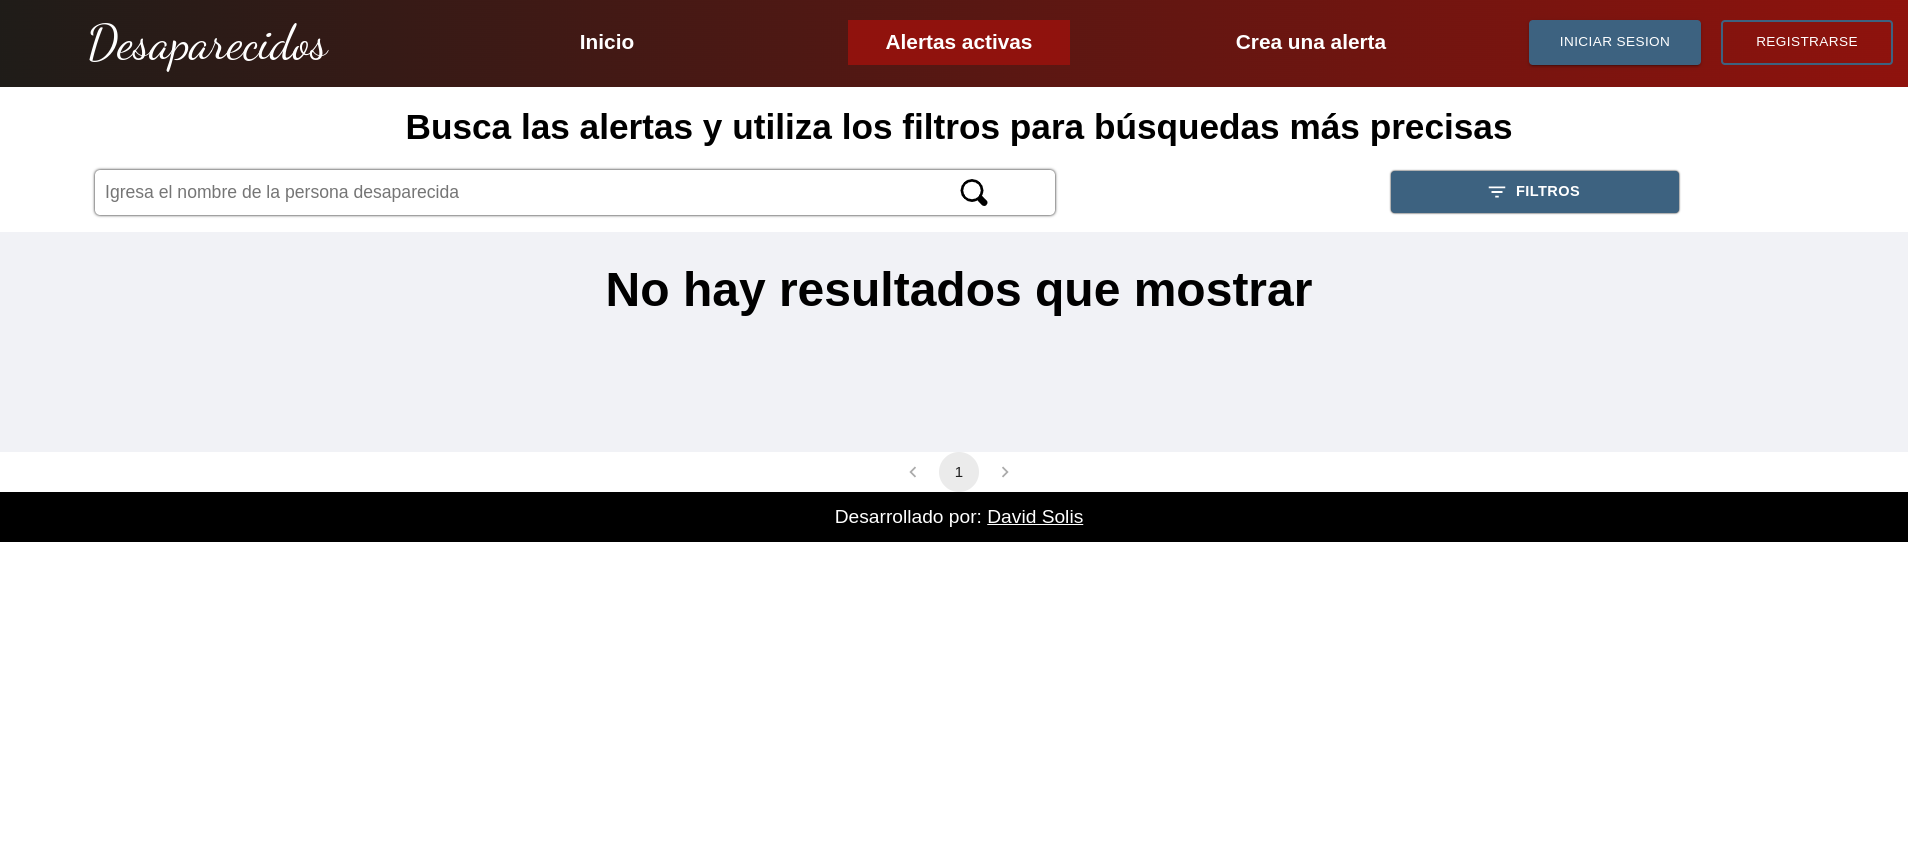 Desaparecidos
Inicio
Alertas activas
Crea una alerta
INICIAR SESION
REGISTRARSE
Busca las alertas y utiliza los filtros para búsquedas más precisas
Igresa el nombre de la persona desaparecida
FILTROS
No hay resultados que mostrar
1
Desarrollado por: David Solis